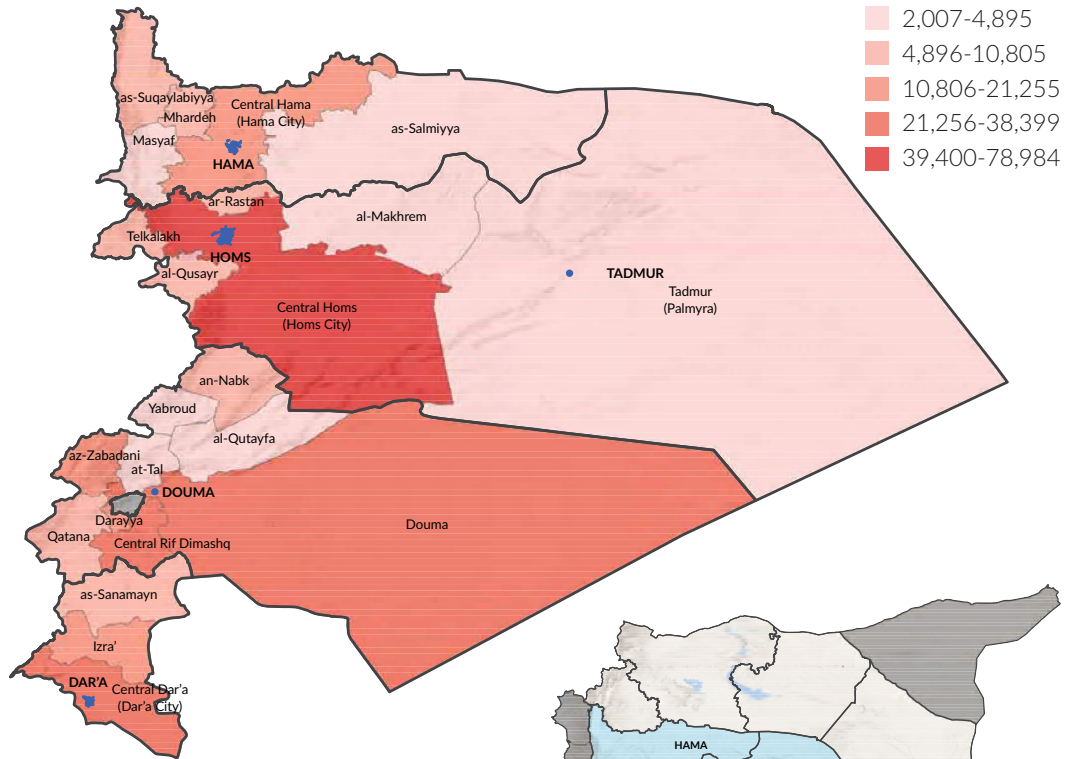 2,007-4,895
4,896-10,805
10,806-21,255
21,256-38,399
39,400-78,984
as-Suqaylabiyya
Mhardeh
Central Hama
(Hama City)
as-Salmiyya
Masyaf
HAMA
ar-Rastan
al-Makhrem
Telkalakh
HOMS
al-Qusayr
TADMUR
Tadmur
(Palmyra)
Central Homs
(Homs City)
an-Nabk
Yabroud
al-Qutayfa
az-Zabadani
at-Tal
DOUMA
Darayya
Douma
Qatana
Central Rif Dimashq
as-Sanamayn
Izra'
DAR'A
Central Dar'a
(Dar'a City)
HAMA